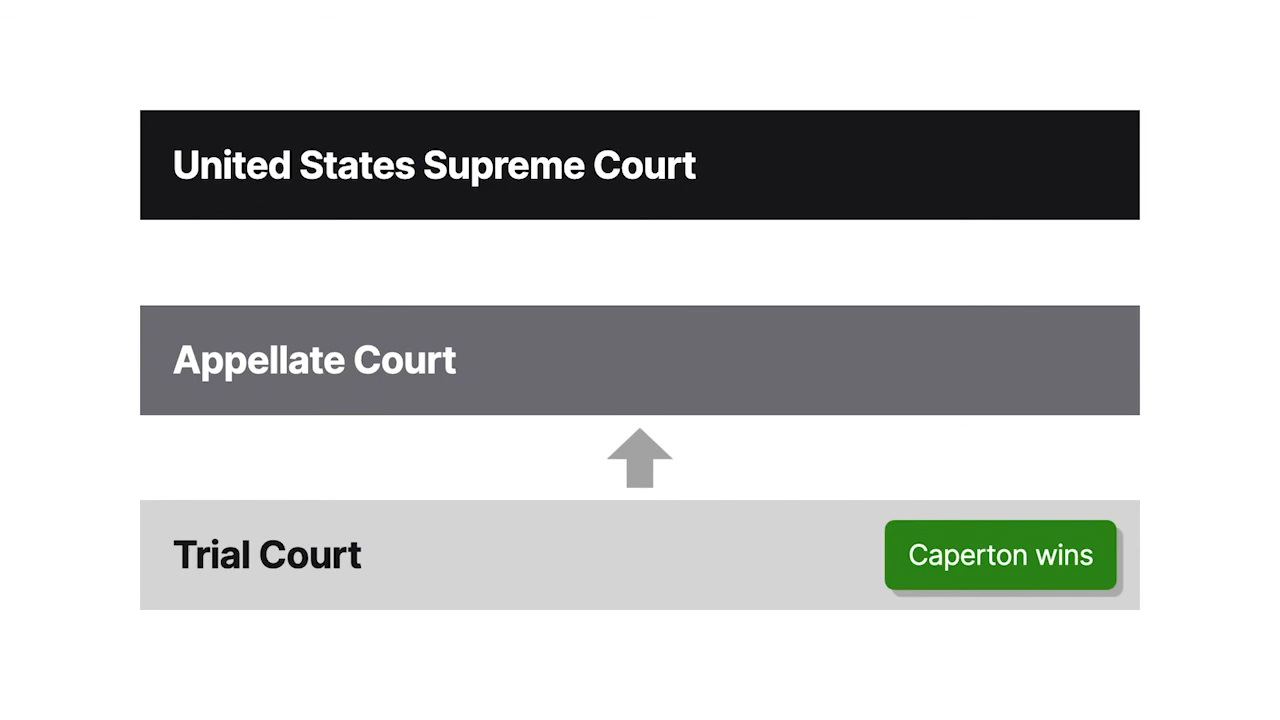 United States Supreme Court
Appellate Court
Trial Court
Caperton wins